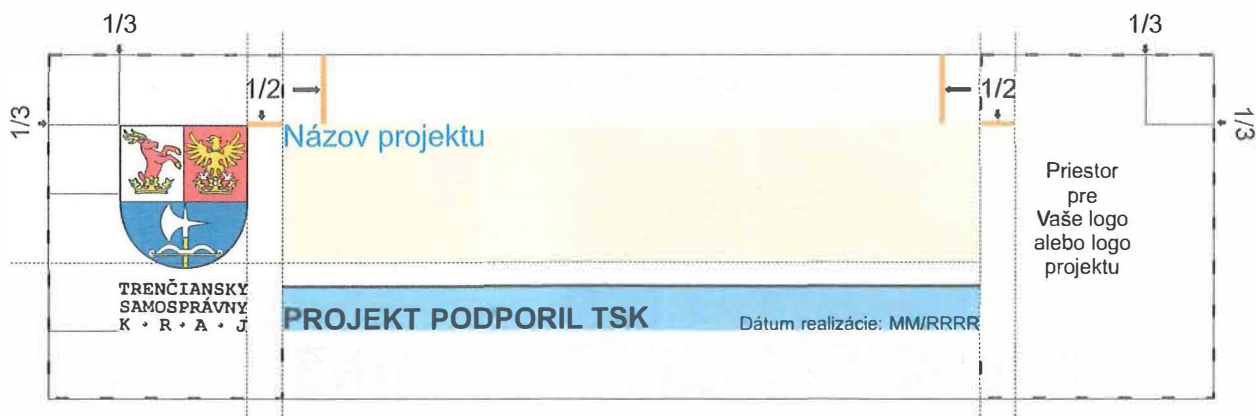 1/3
1/3
1/2
1/2
1/3
1/3
Názov projektu
Priestor
pre
Vaše logo
alebo logo
projektu
TRENČIANSKY
SAMOSPRÁVNY
K • R • A • J
PROJEKT PODPORIL TSK
Dátum realizácie: MM/RRRR